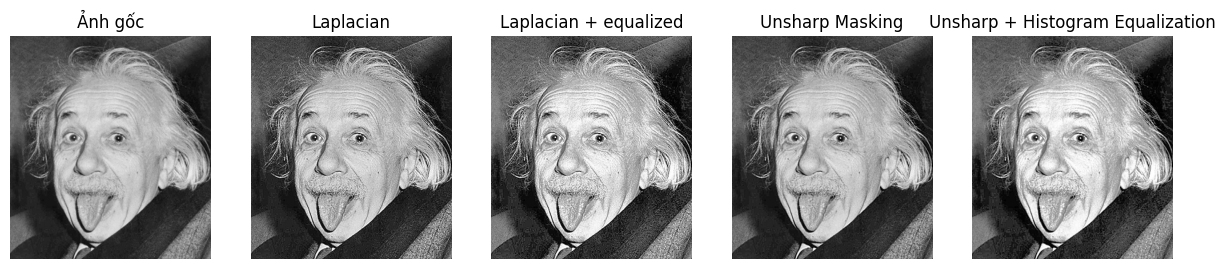 Ảnh gốc
Laplacian
Laplacian + equalized
Unsharp Masking
Unsharp + Histogram Equalization